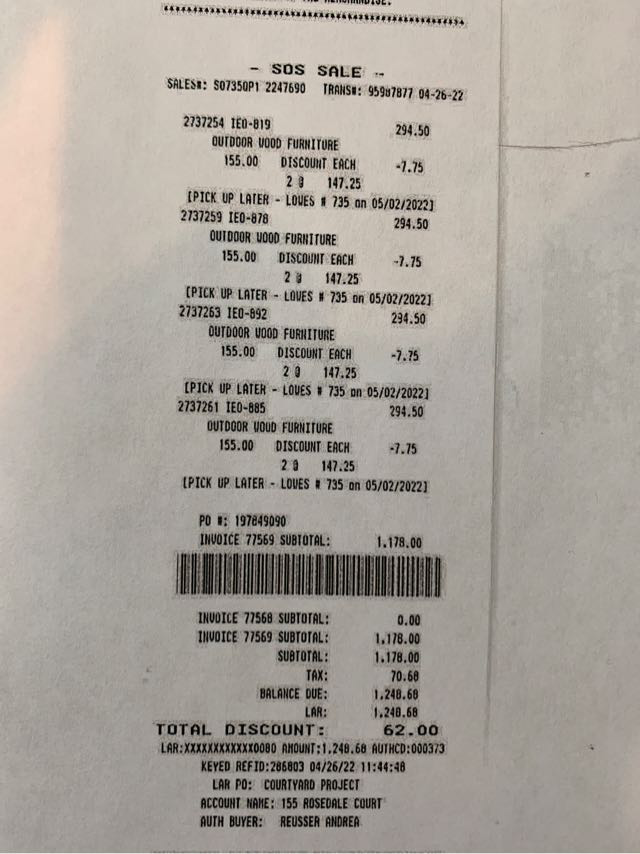 MERCHANDISE.
************************************************
- SOS SALE -
SALES#: SO735OP1 2247690 TRANS#: 95987877 04-26-22
2737254 IEO-819 294.50
OUTDOOR WOOD FURNITURE
155.00 DISCOUNT EACH -7.75
2 @ 147.25
[PICK UP LATER - LOWES # 735 on 05/02/2022]
2737259 IEO-878 294.50
OUTDOOR WOOD FURNITURE
155.00 DISCOUNT EACH -7.75
2 @ 147.25
[PICK UP LATER - LOWES # 735 on 05/02/2022]
2737263 IEO-892 294.50
OUTDOOR WOOD FURNITURE
155.00 DISCOUNT EACH -7.75
2 @ 147.25
[PICK UP LATER - LOWES # 735 on 05/02/2022]
2737261 IEO-885 294.50
OUTDOOR WOOD FURNITURE
155.00 DISCOUNT EACH -7.75
2 @ 147.25
[PICK UP LATER - LOWES # 735 on 05/02/2022]
PO #: 197849090
INVOICE 77569 SUBTOTAL: 1,178.00
INVOICE 77568 SUBTOTAL: 0.00
INVOICE 77569 SUBTOTAL: 1,178.00
SUBTOTAL: 1,178.00
TAX: 70.68
BALANCE DUE: 1,248.68
LAR: 1,248.68
TOTAL DISCOUNT: 62.00
LAR:XXXXXXXXXXXX0080 AMOUNT:1,248.68 AUTHCD:000373
KEYED REFID:286803 04/26/22 11:44:48
LAR PO: COURTYARD PROJECT
ACCOUNT NAME: 155 ROSEDALE COURT
AUTH BUYER: REUSSER ANDREA